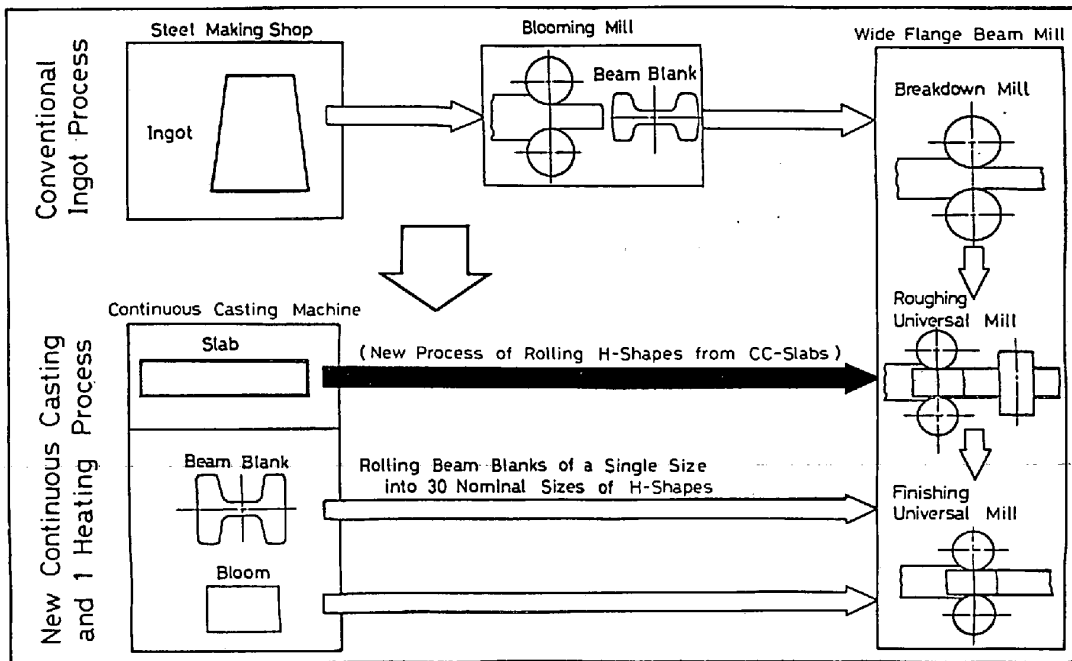 Conventional
Ingot Process
Steel Making Shop
Ingot
Blooming Mill
Beam Blank
Wide Flange Beam Mill
Breakdown Mill
Roughing
Universal Mill
Finishing
Universal Mill
New Continuous Casting
and 1 Heating Process
Continuous Casting Machine
Slab
(New Process of Rolling H-Shapes from CC-Slabs)
Beam Blank
Rolling Beam Blanks of a Single Size
into 30 Nominal Sizes of H-Shapes
Bloom